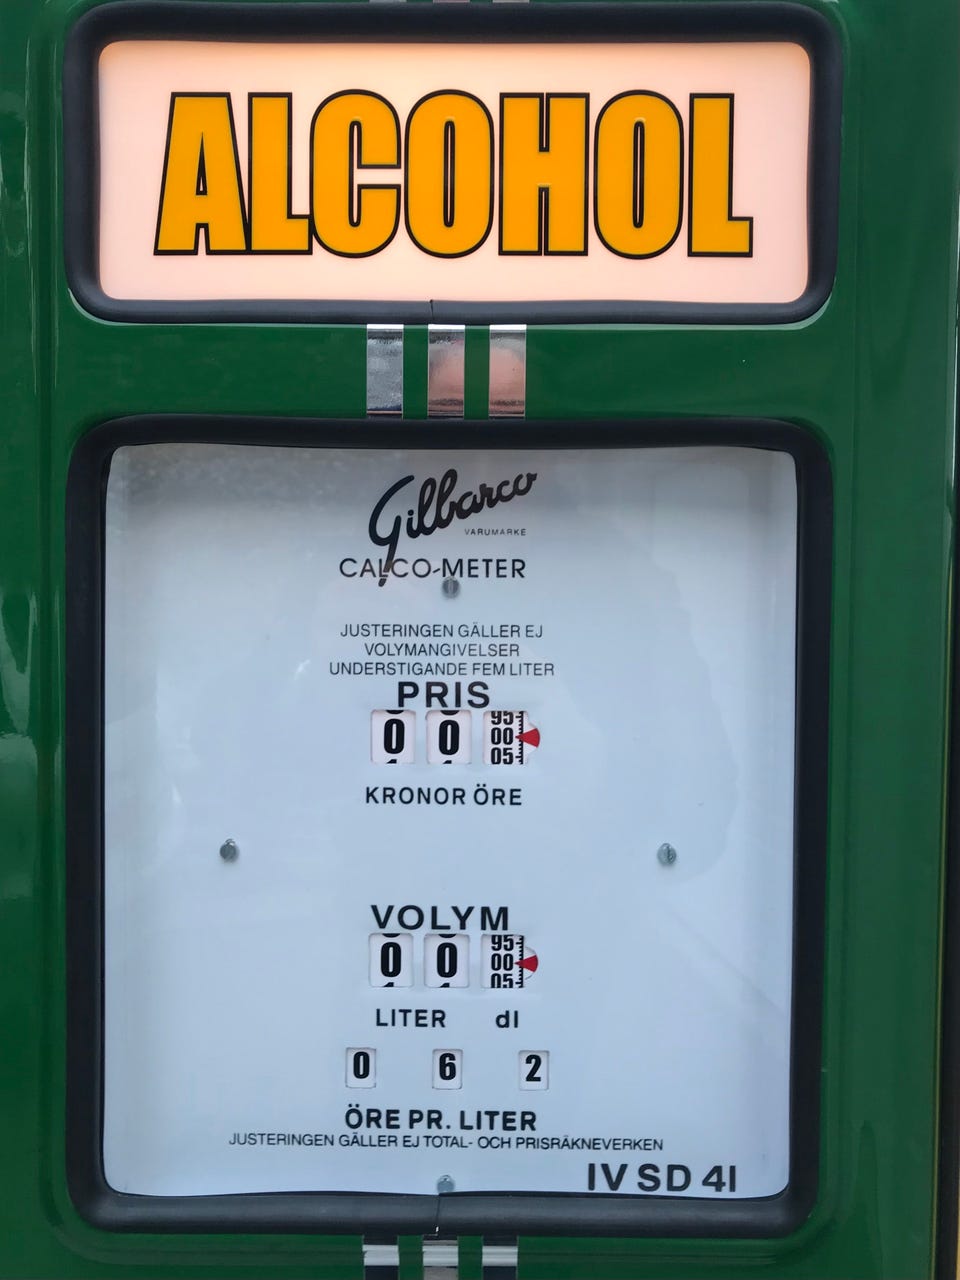 ALCOHOL
Gilbarco
VARUMÄRKE
CALCO-METER
JUSTERINGEN GÄLLER EJ
VOLYMANGIVELSER
UNDERSTIGANDE FEM LITER
PRIS
95
0 0 00
05
KRONOR ÖRE
VOLYM
95
0 0 00
05
LITER dl
0 6 2
ÖRE PR. LITER
JUSTERINGEN GÄLLER EJ TOTAL- OCH PRISRÄKNEVERKEN
IV SD 41